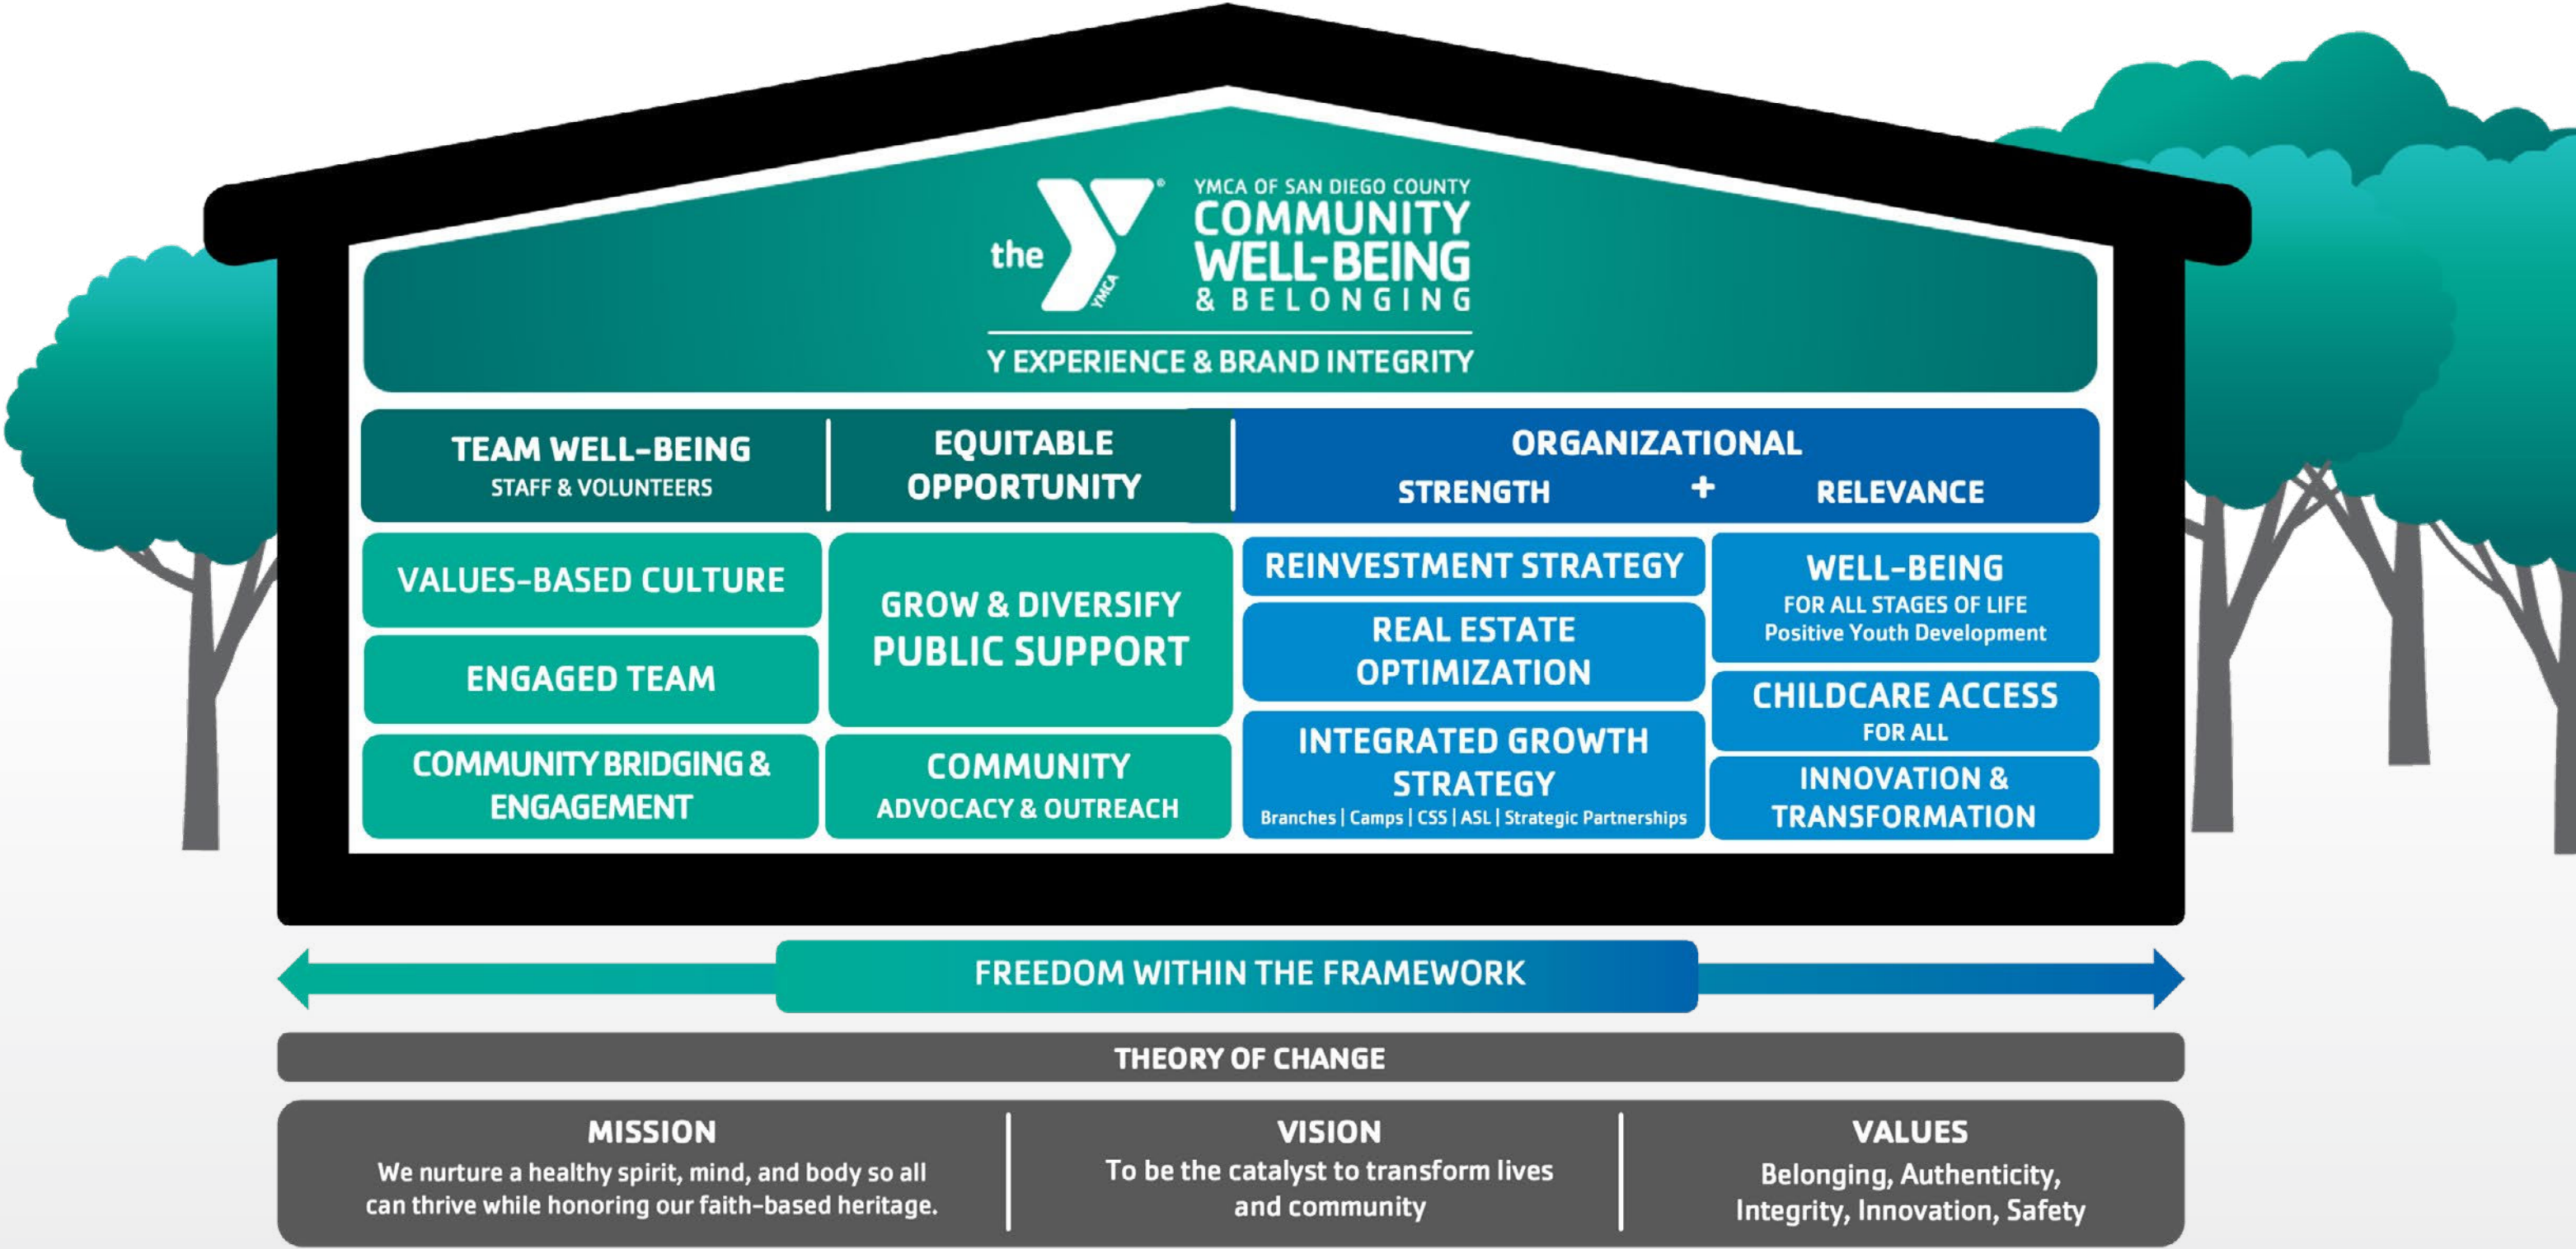 the
YMCA
®
YMCA OF SAN DIEGO COUNTY
COMMUNITY
WELL-BEING
& BELONGING
Y EXPERIENCE & BRAND INTEGRITY
TEAM WELL-BEING
STAFF & VOLUNTEERS
EQUITABLE
OPPORTUNITY
ORGANIZATIONAL
STRENGTH + RELEVANCE
VALUES-BASED CULTURE
ENGAGED TEAM
COMMUNITY BRIDGING &
ENGAGEMENT
GROW & DIVERSIFY
PUBLIC SUPPORT
COMMUNITY
ADVOCACY & OUTREACH
REINVESTMENT STRATEGY
REAL ESTATE
OPTIMIZATION
INTEGRATED GROWTH
STRATEGY
Branches | Camps | CSS | ASL | Strategic Partnerships
WELL-BEING
FOR ALL STAGES OF LIFE
Positive Youth Development
CHILDCARE ACCESS
FOR ALL
INNOVATION &
TRANSFORMATION
FREEDOM WITHIN THE FRAMEWORK
THEORY OF CHANGE
MISSION
We nurture a healthy spirit, mind, and body so all
can thrive while honoring our faith-based heritage.
VISION
To be the catalyst to transform lives
and community
VALUES
Belonging, Authenticity,
Integrity, Innovation, Safety